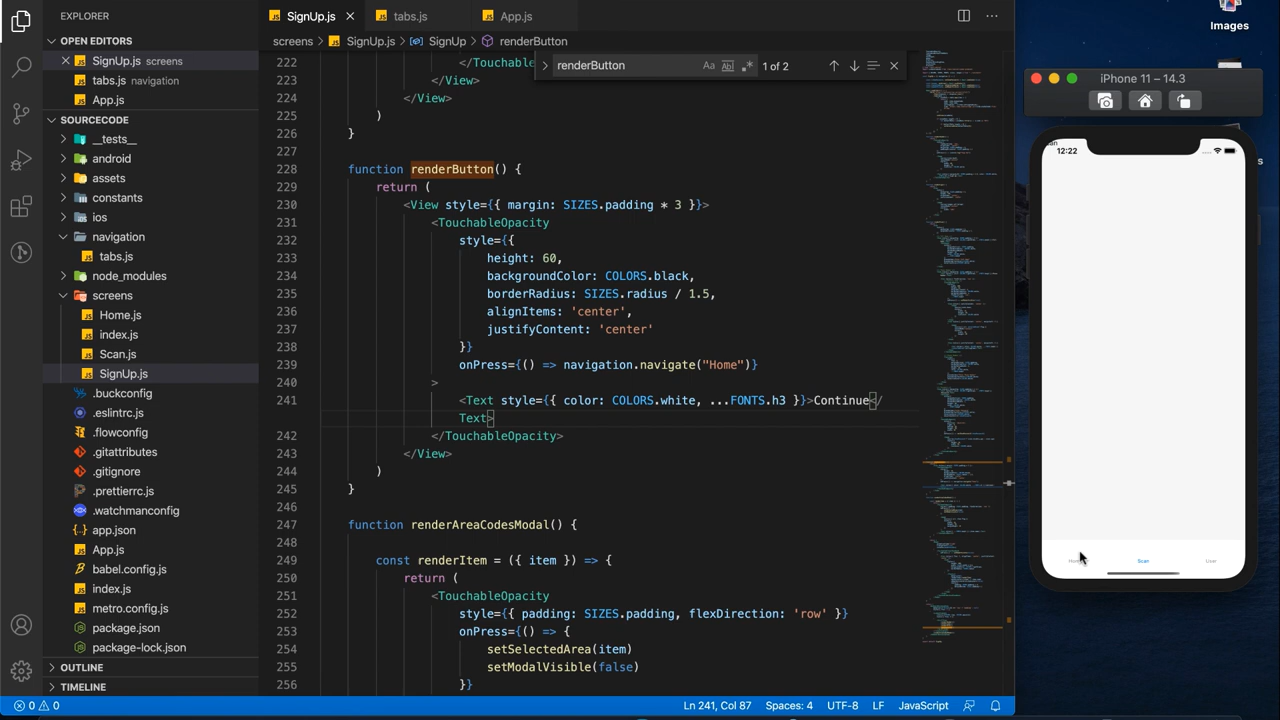 EXPLORER
OPEN EDITORS
SignUp.js screens
tabs.js navigation
App.js
SOURCECODE
__tests__
android
assets
constants
ios
navigation
tabs.js
node_modules
screens
Home.js
index.js
Scan.js
SignUp.js
.buckconfig
.eslintrc.js
.flowconfig
.gitattributes
.gitignore
.prettierrc.js
.watchmanconfig
app.json
App.js
babel.config.js
index.js
metro.config.js
package.json
package-lock.json
OUTLINE
TIMELINE
SignUp.js
tabs.js
App.js
screens > SignUp.js > SignUp > renderButton
renderButton
Aa
1 of 2
222 </Touchable
223 </View>
224 </View>
225 )
226 }
227
228 function renderButton() {
229 return (
230 <View style={{ margin: SIZES.padding * 3 }}>
231 <TouchableOpacity
232 style={{
233 height: 60,
234 backgroundColor: COLORS.black,
235 borderRadius: SIZES.radius / 1.5,
236 alignItems: 'center',
237 justifyContent: 'center'
238 }}
239 onPress={() => navigation.navigate("Home")}
240 >
241 <Text style={{ color: COLORS.white, ...FONTS.h3 }}>Continue</
Text>
242 </TouchableOpacity>
243 </View>
244 )
245 }
246
247 function renderAreaCodesModal() {
248
249 const renderItem = ({ item }) => {
250 return (
251 <TouchableOpacity
252 style={{ padding: SIZES.padding, flexDirection: 'row' }}
253 onPress={() => {
254 setSelectedArea(item)
255 setModalVisible(false)
256 }}
0 0
Ln 241, Col 87
Spaces: 4
UTF-8
LF
JavaScript
Images
iPhone 11 – 14.3
12:22
Scan
User